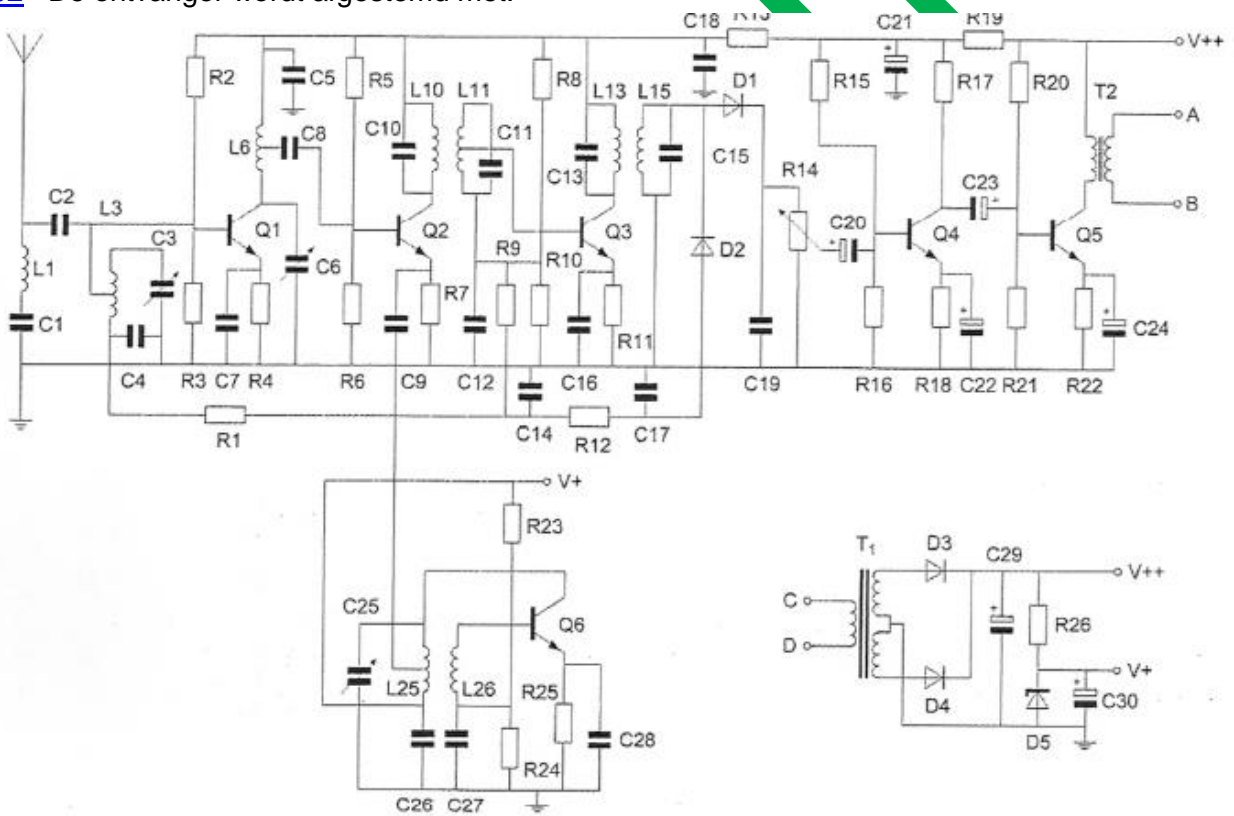 De ontvanger wordt afgestemd met:
C18 R13 C21 R19
V++
R2 C5 R5 L10 L11 R8 L13 L15 D1 R15 R17 R20 T2
A
L6 C8 C10 C11 C13 C15 R14 C23
C2 L3 C20 B
C3 Q1 Q2 Q3 Q4 Q5
L1 C6 R9 R10 D2
R7
C1 R11 C24
C4 R3 C7 R4 R6 C9 C12 C16 C19 R16 R18 C22 R21 R22
R1 C14 R12 C17
V+
R23
T1 D3 C29
V++
C25 Q6 C
R26
D
V+
L25 L26 R25 D4 C30
C28 D5
R24
C26 C27